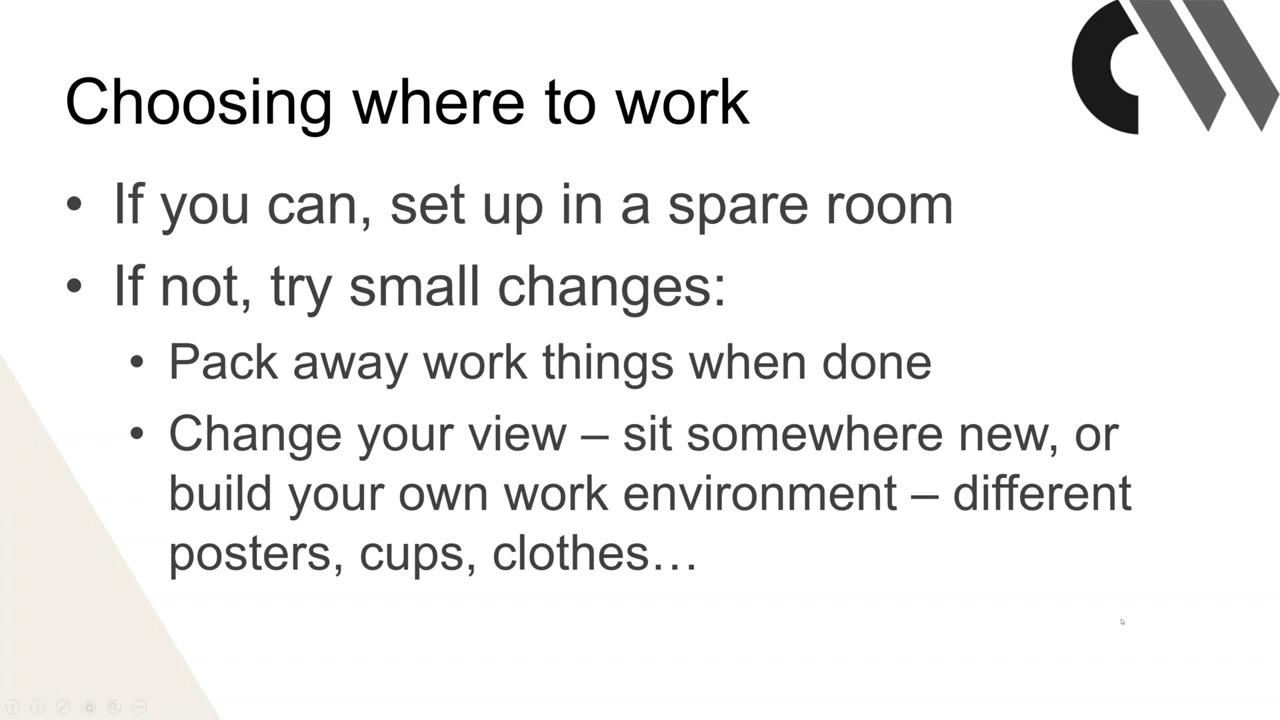 Choosing where to work
• If you can, set up in a spare room
• If not, try small changes:
• Pack away work things when done
• Change your view – sit somewhere new, or
build your own work environment – different
posters, cups, clothes…